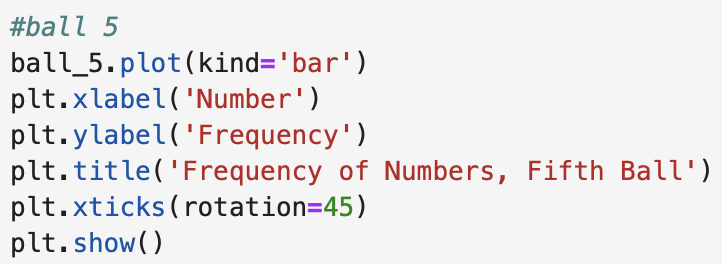 #ball 5
ball_5.plot(kind='bar')
plt.xlabel('Number')
plt.ylabel('Frequency')
plt.title('Frequency of Numbers, Fifth Ball')
plt.xticks(rotation=45)
plt.show()